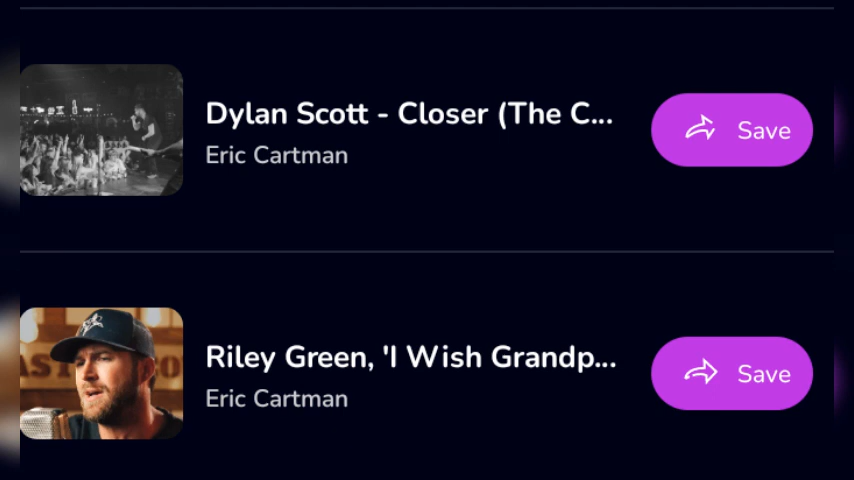 Dylan Scott - Closer (The C...
Eric Cartman
Save
Riley Green, 'I Wish Grandp...
Eric Cartman
Save